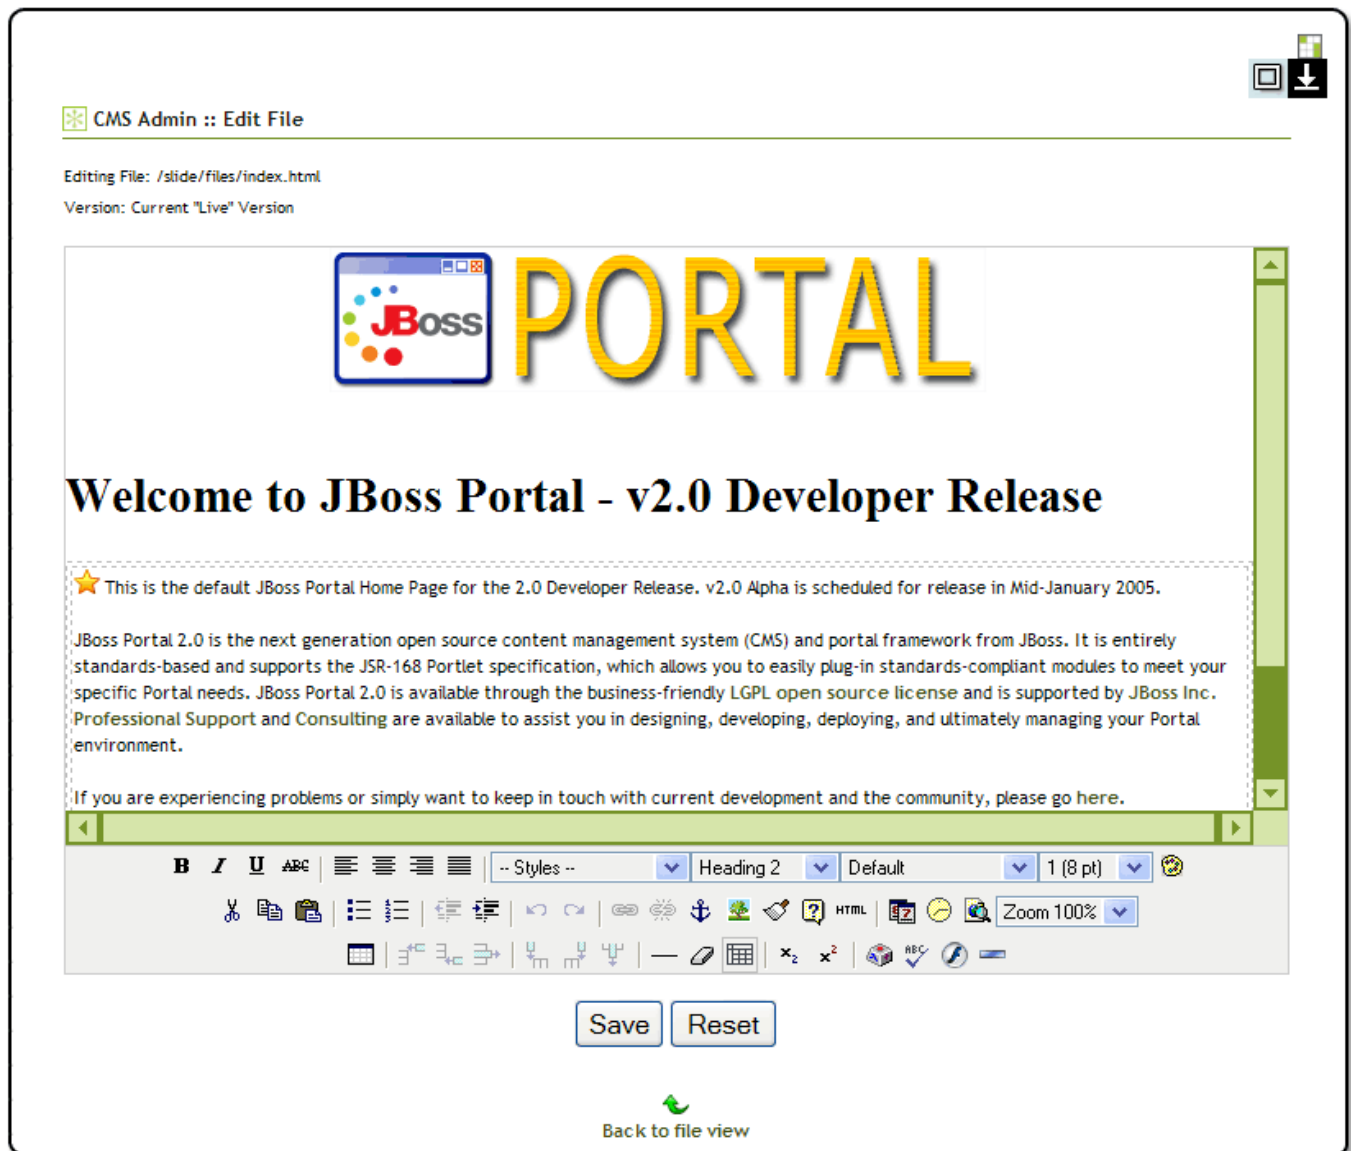 CMS Admin :: Edit File
Editing File: /slide/files/index.html
Version: Current "Live" Version
JBoss PORTAL
Welcome to JBoss Portal - v2.0 Developer Release
This is the default JBoss Portal Home Page for the 2.0 Developer Release. v2.0 Alpha is scheduled for release in Mid-January 2005.
JBoss Portal 2.0 is the next generation open source content management system (CMS) and portal framework from JBoss. It is entirely
standards-based and supports the JSR-168 Portlet specification, which allows you to easily plug-in standards-compliant modules to meet your
specific Portal needs. JBoss Portal 2.0 is available through the business-friendly LGPL open source license and is supported by JBoss Inc.
Professional Support and Consulting are available to assist you in designing, developing, deploying, and ultimately managing your Portal
environment.
If you are experiencing problems or simply want to keep in touch with current development and the community, please go here.
B I U ABC -- Styles -- Heading 2 Default 1 (8 pt)
HTML Zoom 100%
x2 x2 ABC
Save Reset
Back to file view